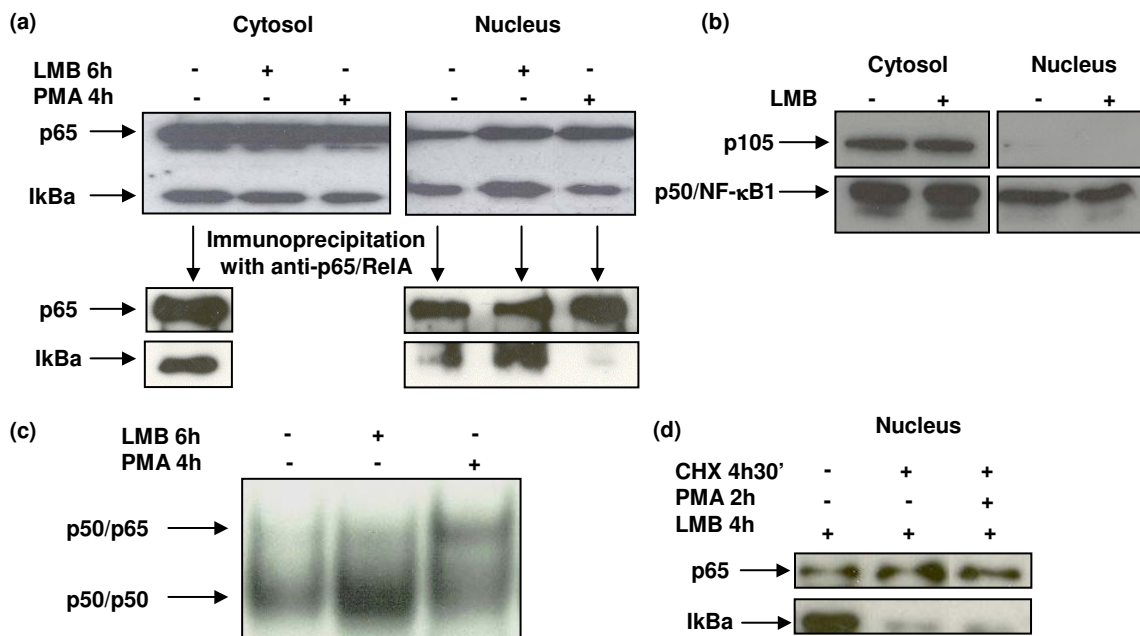 (a)
Cytosol Nucleus
LMB 6h - + - - + -
PMA 4h - - + - - +
p65
IkBa
Immunoprecipitation
with anti-p65/RelA
p65
IkBa
(b)
Cytosol Nucleus
LMB - + - +
p105
p50/NF-κB1
(c)
LMB 6h - + -
PMA 4h - - +
p50/p65
p50/p50
(d)
Nucleus
CHX 4h30' - + +
PMA 2h - - +
LMB 4h + + +
p65
IkBa